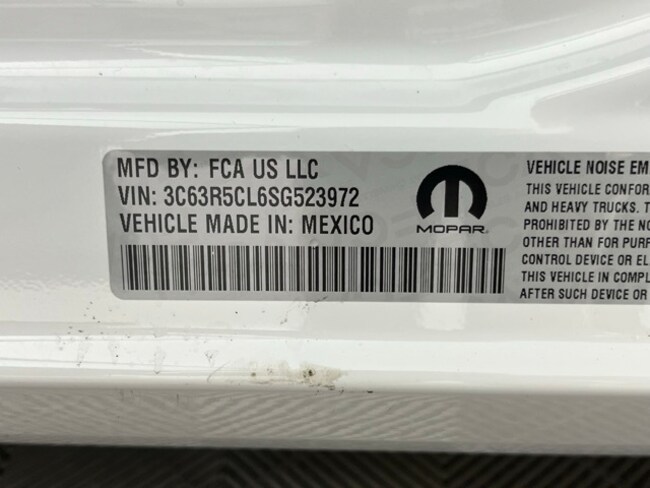 MFD BY: FCA US LLC
VIN: 3C63R5CL6SG523972
VEHICLE MADE IN: MEXICO
MOPAR
VEHICLE NOISE EM
THIS VEHICLE CONFOR
AND HEAVY TRUCKS. T
PROHIBITED BY THE NO
OTHER THAN FOR PURP
CONTROL DEVICE OR EL
THIS VEHICLE IN COMPL
AFTER SUCH DEVICE OR